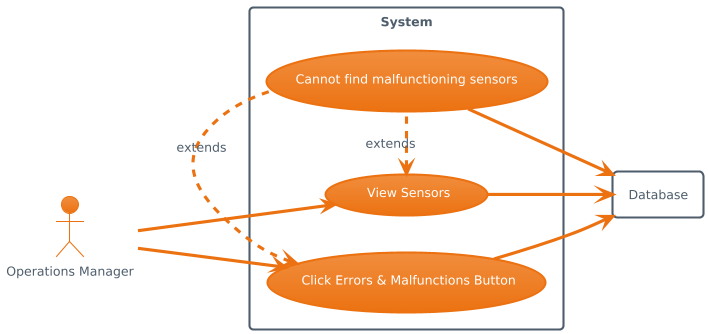 System
Cannot find malfunctioning sensors
extends
extends
View Sensors
Database
Operations Manager
Click Errors & Malfunctions Button